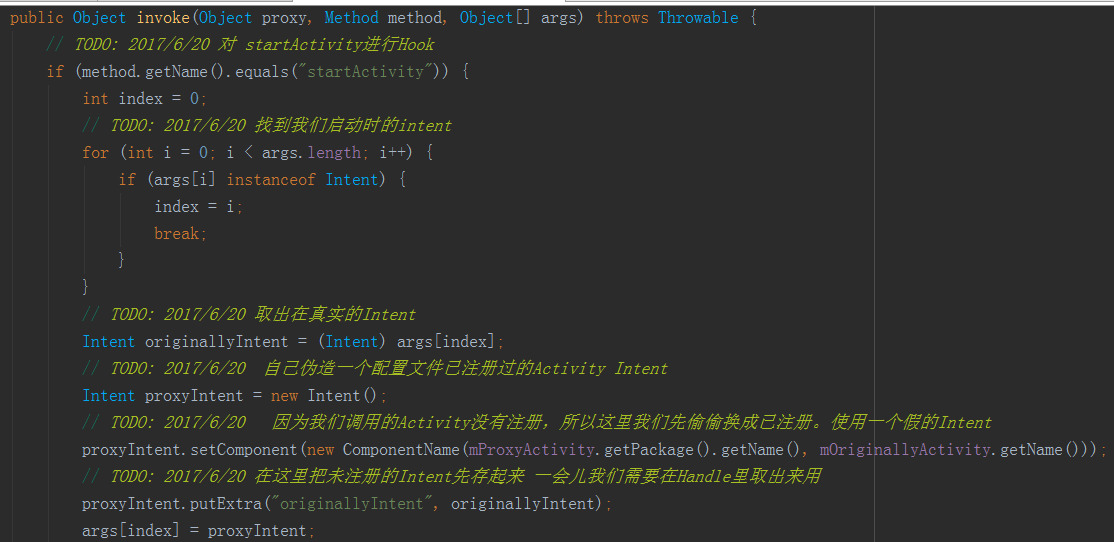 public Object invoke(Object proxy, Method method, Object[] args) throws Throwable {
// TODO: 2017/6/20 对 startActivity进行Hook
if (method.getName().equals("startActivity")) {
int index = 0;
// TODO: 2017/6/20 找到我们启动时的intent
for (int i = 0; i < args.length; i++) {
if (args[i] instanceof Intent) {
index = i;
break;
}
}
// TODO: 2017/6/20 取出在真实的Intent
Intent originallyIntent = (Intent) args[index];
// TODO: 2017/6/20 自己伪造一个配置文件已注册过的Activity Intent
Intent proxyIntent = new Intent();
// TODO: 2017/6/20 因为我们调用的Activity没有注册，所以这里我们先偷偷换成已注册。使用一个假的Intent
proxyIntent.setComponent(new ComponentName(mProxyActivity.getPackage().getName(), mOriginallyActivity.getName()));
// TODO: 2017/6/20 在这里把未注册的Intent先存起来 一会儿我们需要在Handle里取出来用
proxyIntent.putExtra("originallyIntent", originallyIntent);
args[index] = proxyIntent;